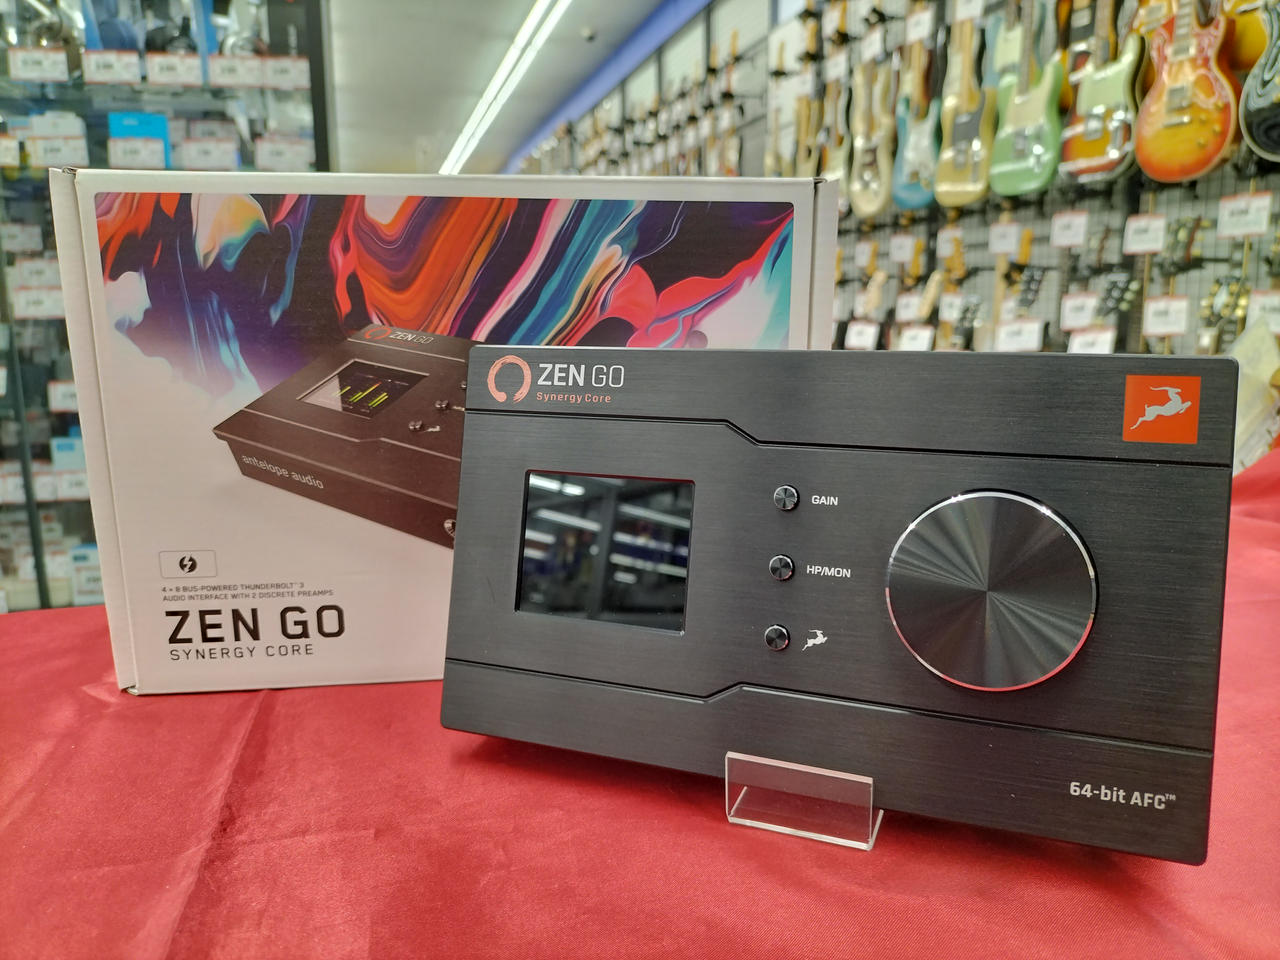 ZEN GO
antelope audio
4 × 8 BUS-POWERED THUNDERBOLT™ 3
AUDIO INTERFACE WITH 2 DISCRETE PREAMPS
ZEN GO
SYNERGY CORE
ZEN GO
Synergy Core
GAIN
HP/MON
64-bit AFC™